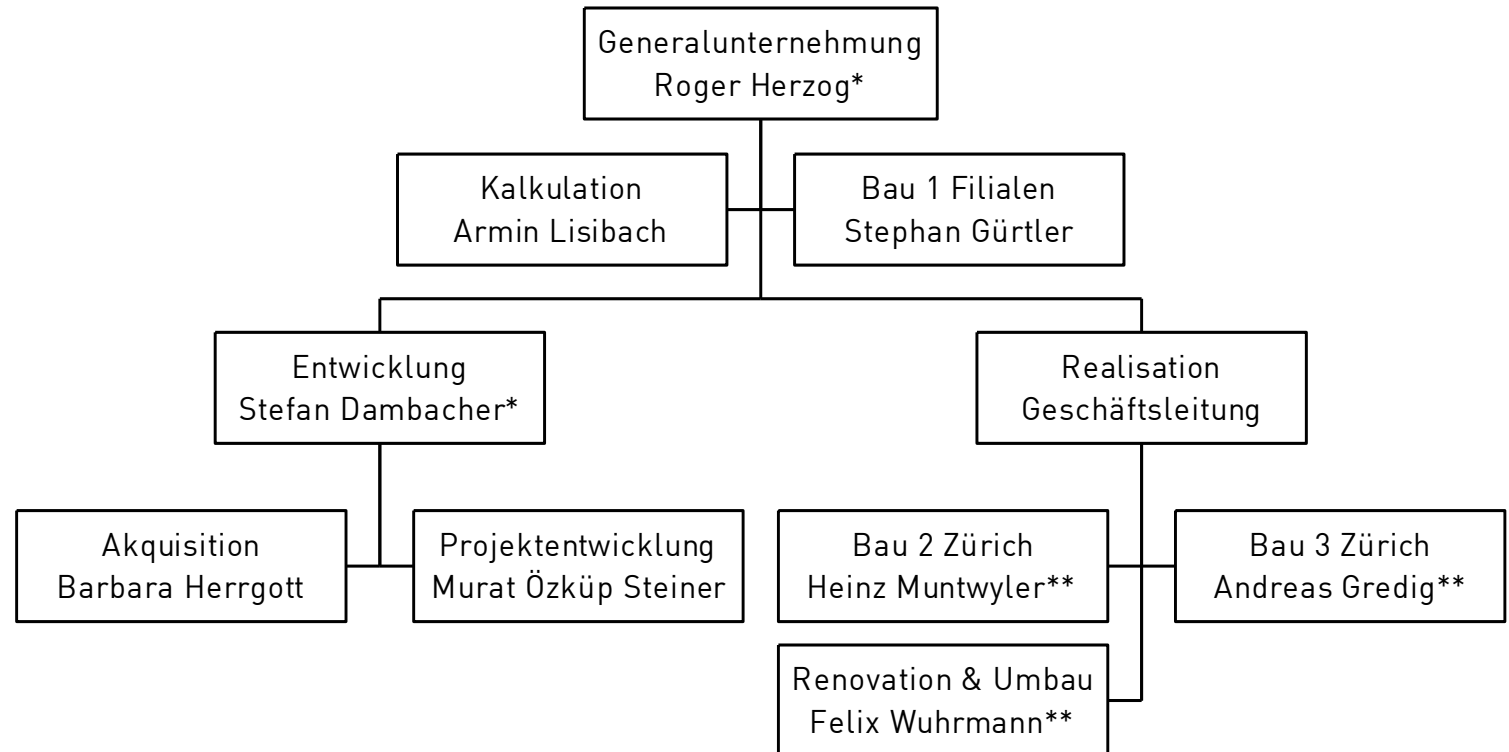 Generalunternehmung
Roger Herzog*
Kalkulation
Armin Lisibach
Bau 1 Filialen
Stephan Gürtler
Entwicklung
Stefan Dambacher*
Realisation
Geschäftsleitung
Akquisition
Barbara Herrgott
Projektentwicklung
Murat Özküp Steiner
Bau 2 Zürich
Heinz Muntwyler**
Bau 3 Zürich
Andreas Gredig**
Renovation & Umbau
Felix Wuhrmann**